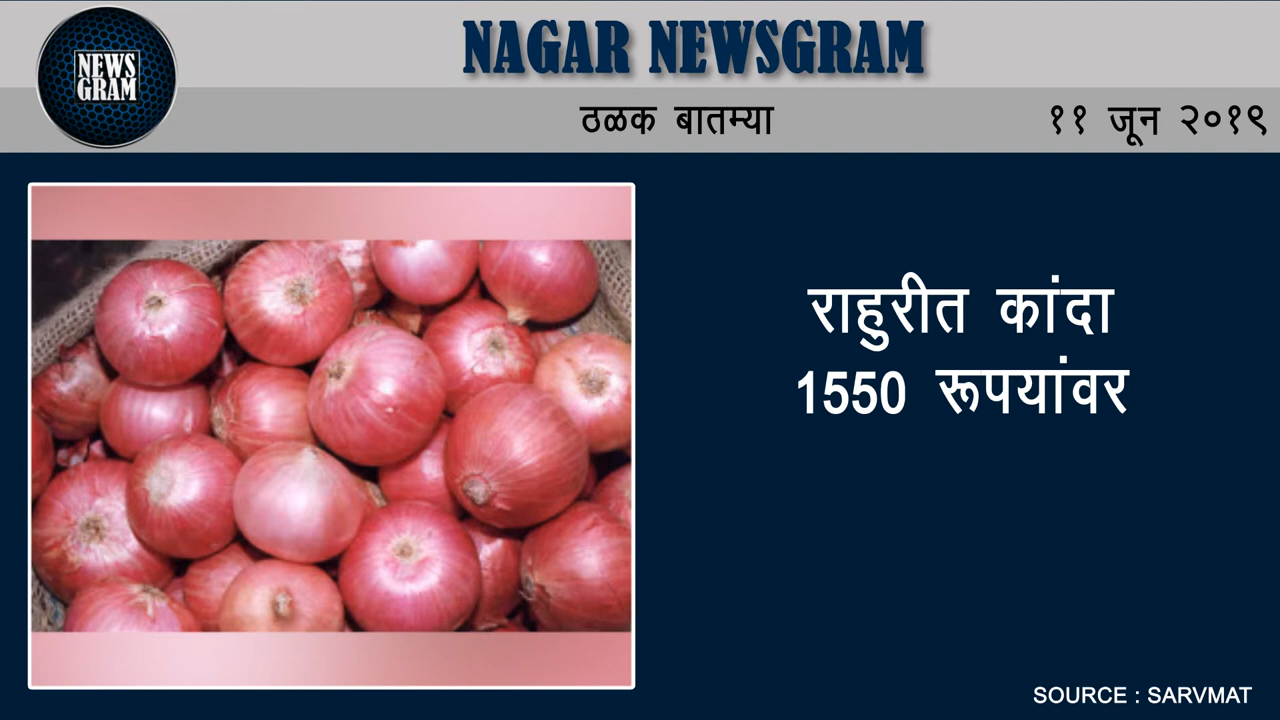 NEWS
GRAM
NAGAR NEWSGRAM
ठळक बातम्या
११ जून २०१९
राहुरीत कांदा
1550 रूपयांवर
SOURCE : SARVMAT